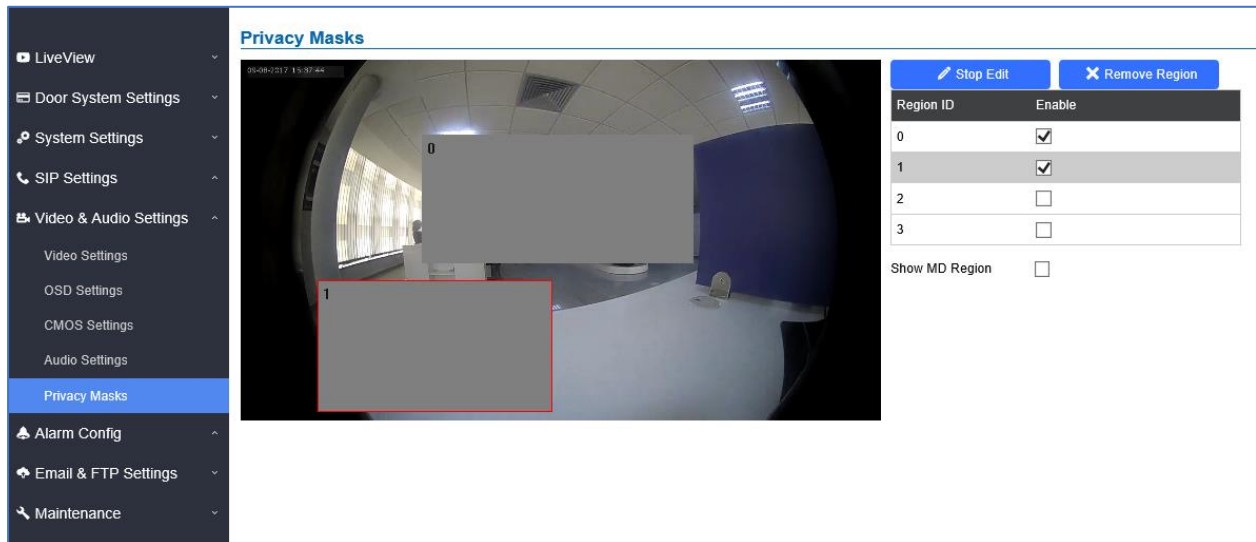 Privacy Masks
LiveView
Door System Settings
System Settings
SIP Settings
Video & Audio Settings
Video Settings
OSD Settings
CMOS Settings
Audio Settings
Privacy Masks
Alarm Config
Email & FTP Settings
Maintenance
0
1
Stop Edit
Remove Region
Region ID Enable
0
1
2
3
Show MD Region